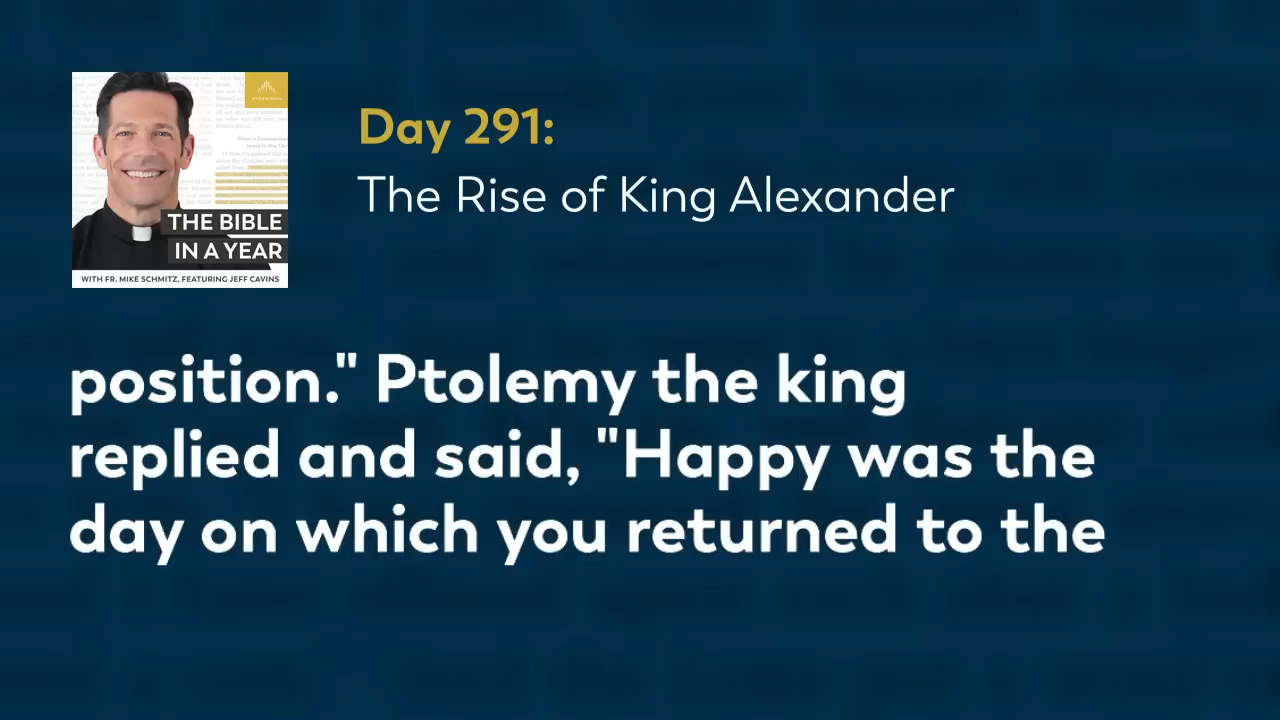 Day 291:
The Rise of King Alexander
THE BIBLE
IN A YEAR
WITH FR. MIKE SCHMITZ, FEATURING JEFF CAVINS
position." Ptolemy the king
replied and said, "Happy was the
day on which you returned to the